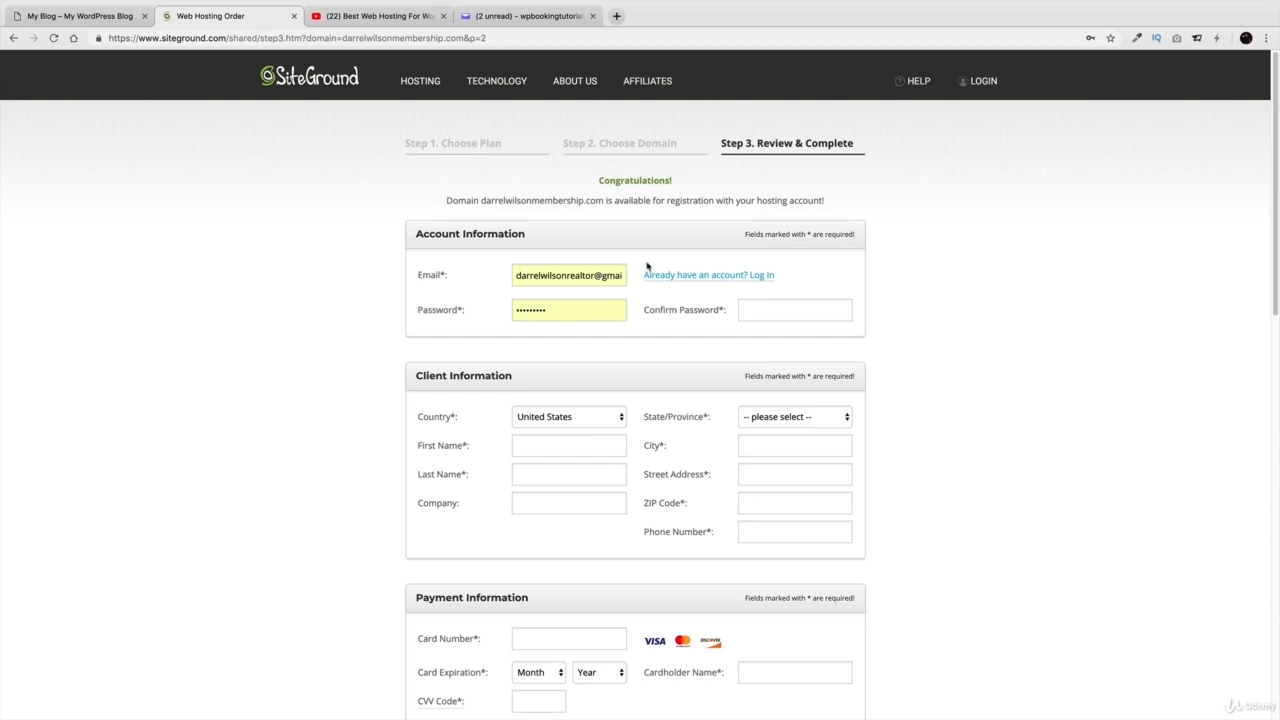 My Blog – My WordPress Blog
Web Hosting Order
(22) Best Web Hosting For Wo
(2 unread) - wpbookingtutorial
https://www.siteground.com/shared/step3.htm?domain=darrelwilsonmembership.com&p=2
SiteGround
HOSTING TECHNOLOGY ABOUT US AFFILIATES HELP LOGIN
Step 1. Choose Plan Step 2. Choose Domain Step 3. Review & Complete
Congratulations!
Domain darrelwilsonmembership.com is available for registration with your hosting account!
Account Information Fields marked with * are required!
Email*: darrelwilsonrealtor@gmai Already have an account? Log In
Password*: ••••••••• Confirm Password*:
Client Information Fields marked with * are required!
Country*: United States State/Province*: -- please select --
First Name*: City*:
Last Name*: Street Address*:
Company: ZIP Code*:
Phone Number*:
Payment Information Fields marked with * are required!
Card Number*: VISA MasterCard DISCOVER
Card Expiration*: Month Year Cardholder Name*:
CVV Code*:
Udemy